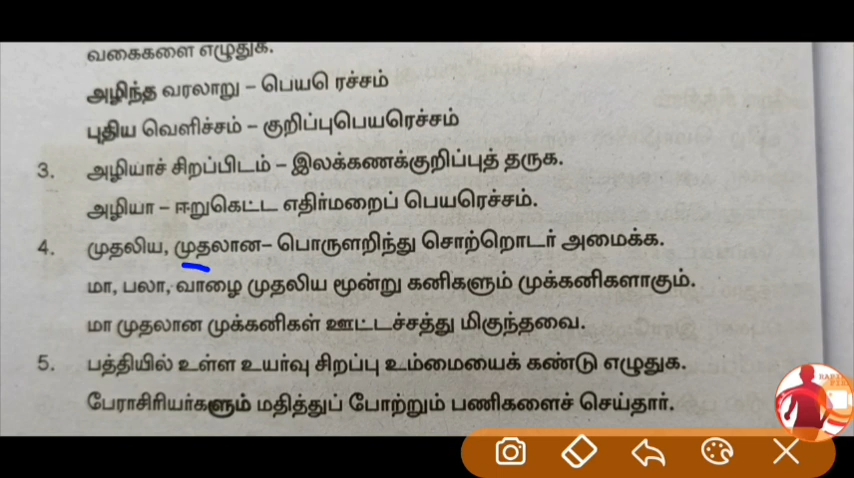 வகைகளை எழுதுக.
அழிந்த வரலாறு – பெயரெச்சம்
புதிய வெளிச்சம் – குறிப்புபெயரெச்சம்
3. அழியாச் சிறப்பிடம் – இலக்கணக்குறிப்புத் தருக.
அழியா – ஈறுகெட்ட எதிர்மறைப் பெயரெச்சம்.
4. முதலிய, முதலான– பொருளறிந்து சொற்றொடர் அமைக்க.
மா, பலா, வாழை முதலிய மூன்று கனிகளும் முக்கனிகளாகும்.
மா முதலான முக்கனிகள் ஊட்டச்சத்து மிகுந்தவை.
5. பத்தியில் உள்ள உயர்வு சிறப்பு உம்மையைக் கண்டு எழுதுக.
பேராசிரியர்களும் மதித்துப் போற்றும் பணிகளைச் செய்தார்.